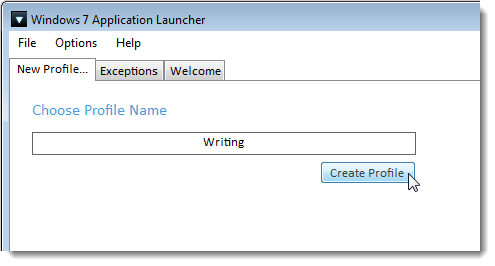 Windows 7 Application Launcher
File Options Help
New Profile... Exceptions Welcome
Choose Profile Name
Writing
Create Profile